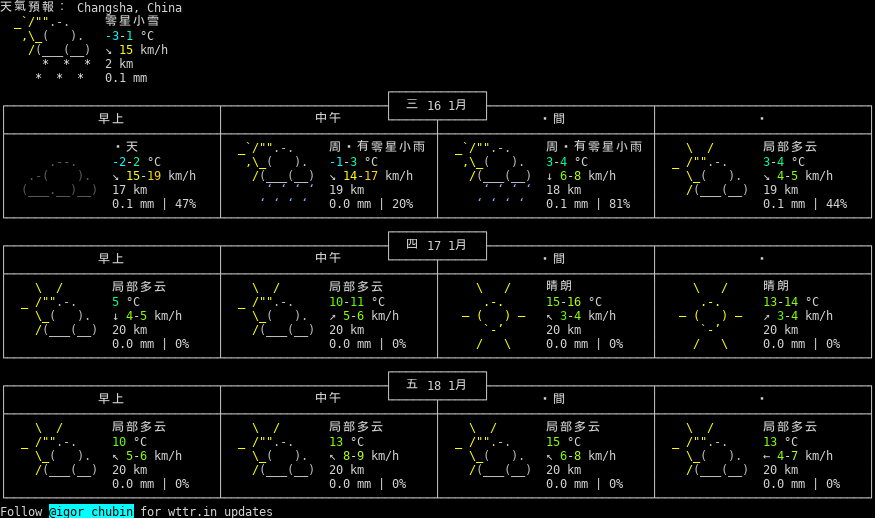 天氣預報： Changsha, China
零星小雪
-3-1 °C
↘ 15 km/h
2 km
0.1 mm
三 16 1月
早上 中午 ・間 ・
・天 周・有零星小雨 周・有零星小雨 局部多云
-2-2 °C -1-3 °C 3-4 °C 3-4 °C
↘ 15-19 km/h ↘ 14-17 km/h ↓ 6-8 km/h ↘ 4-5 km/h
17 km 19 km 18 km 19 km
0.1 mm | 47% 0.0 mm | 20% 0.1 mm | 81% 0.1 mm | 44%
四 17 1月
早上 中午 ・間 ・
局部多云 局部多云 晴朗 晴朗
5 °C 10-11 °C 15-16 °C 13-14 °C
↓ 4-5 km/h ↗ 5-6 km/h ↖ 3-4 km/h ↗ 3-4 km/h
20 km 20 km 20 km 20 km
0.0 mm | 0% 0.0 mm | 0% 0.0 mm | 0% 0.0 mm | 0%
五 18 1月
早上 中午 ・間 ・
局部多云 局部多云 局部多云 局部多云
10 °C 13 °C 15 °C 13 °C
↖ 5-6 km/h ↖ 8-9 km/h ↖ 6-8 km/h ← 4-7 km/h
20 km 20 km 20 km 20 km
0.0 mm | 0% 0.0 mm | 0% 0.0 mm | 0% 0.0 mm | 0%
Follow @igor_chubin for wttr.in updates